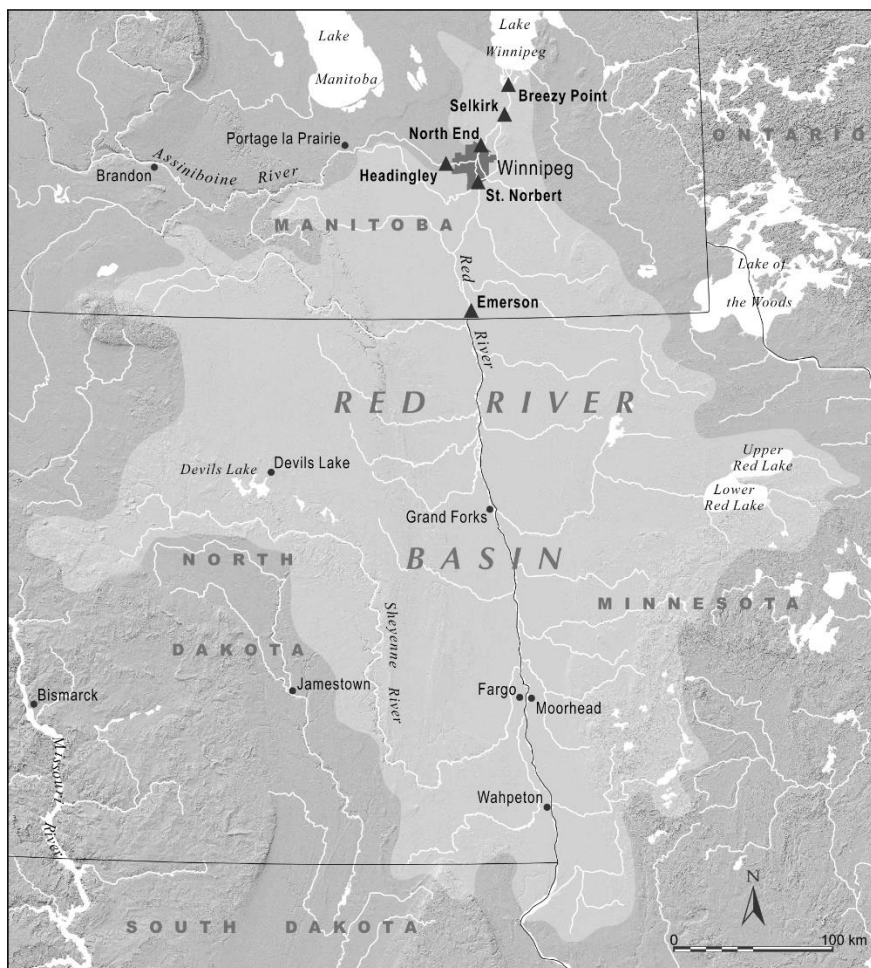 Lake
Winnipeg
Lake
Manitoba
Breezy Point
Selkirk
North End
ONTARIO
Portage la Prairie
Winnipeg
Assiniboine River
Brandon
Headingley
St. Norbert
MANITOBA
Red
River
Lake of
the Woods
Emerson
RED RIVER
BASIN
Devils Lake
Devils Lake
Upper
Red Lake
Lower
Red Lake
Grand Forks
NORTH
DAKOTA
MINNESOTA
Sheyenne River
Jamestown
Bismarck
Fargo
Moorhead
Missouri River
Wahpeton
SOUTH DAKOTA
N
0 100 km